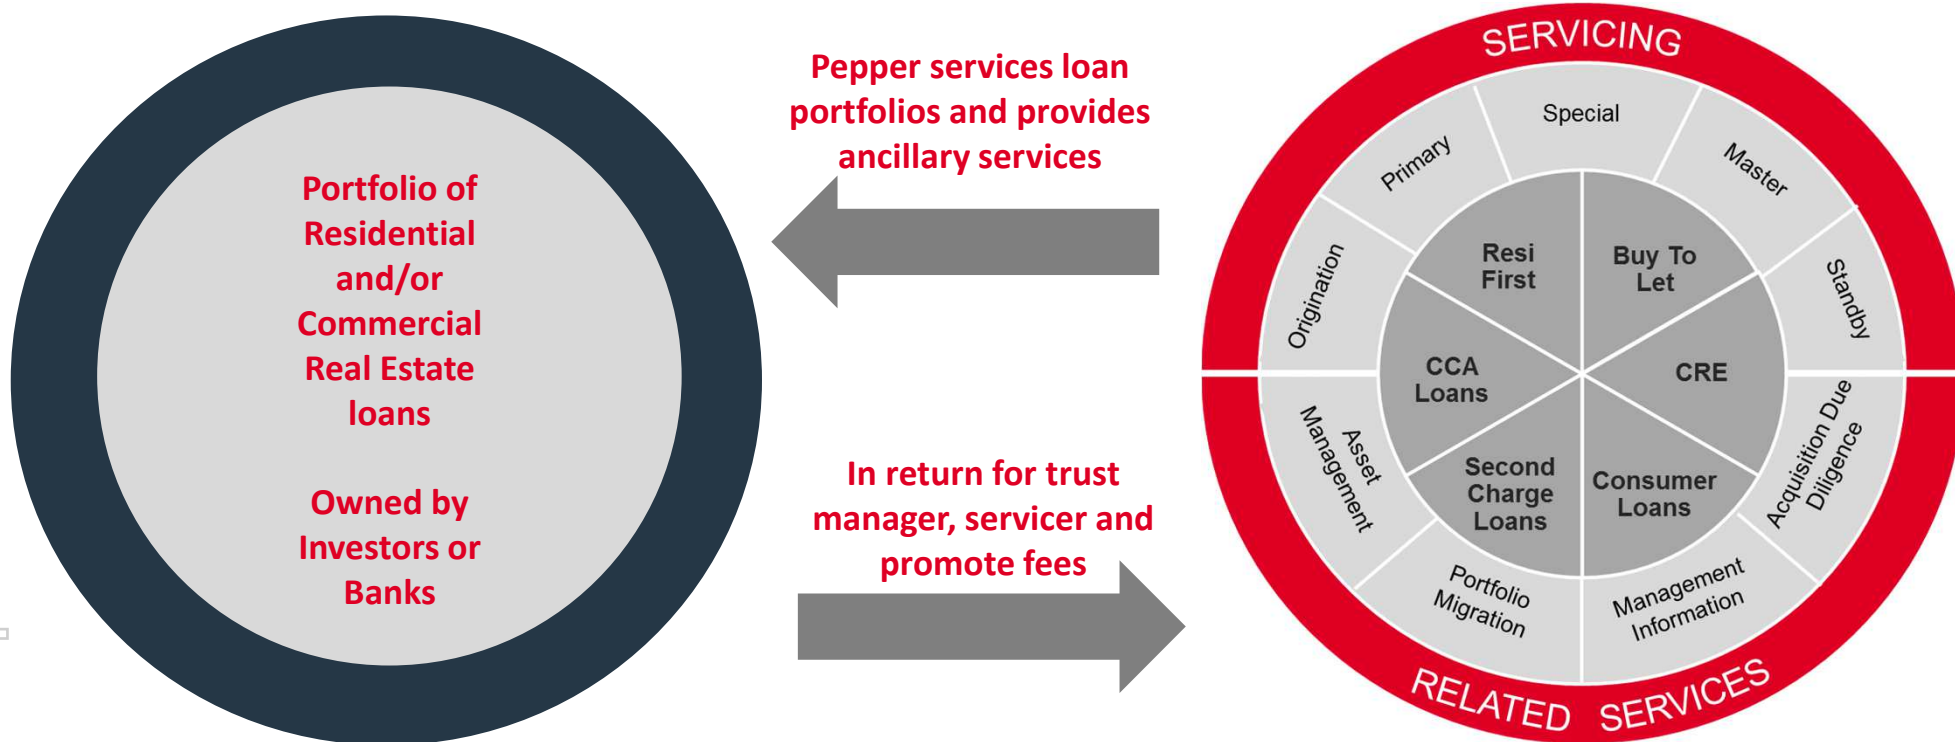 Portfolio of
Residential
and/or
Commercial
Real Estate
loans
Owned by
Investors or
Banks
Pepper services loan
portfolios and provides
ancillary services
In return for trust
manager, servicer and
promote fees
SERVICING
Origination
Primary
Special
Master
Standby
Resi
First
Buy To
Let
CCA
Loans
CRE
Second
Charge
Loans
Consumer
Loans
Asset
Management
Portfolio
Migration
Management
Information
Acquisition Due
Diligence
RELATED SERVICES